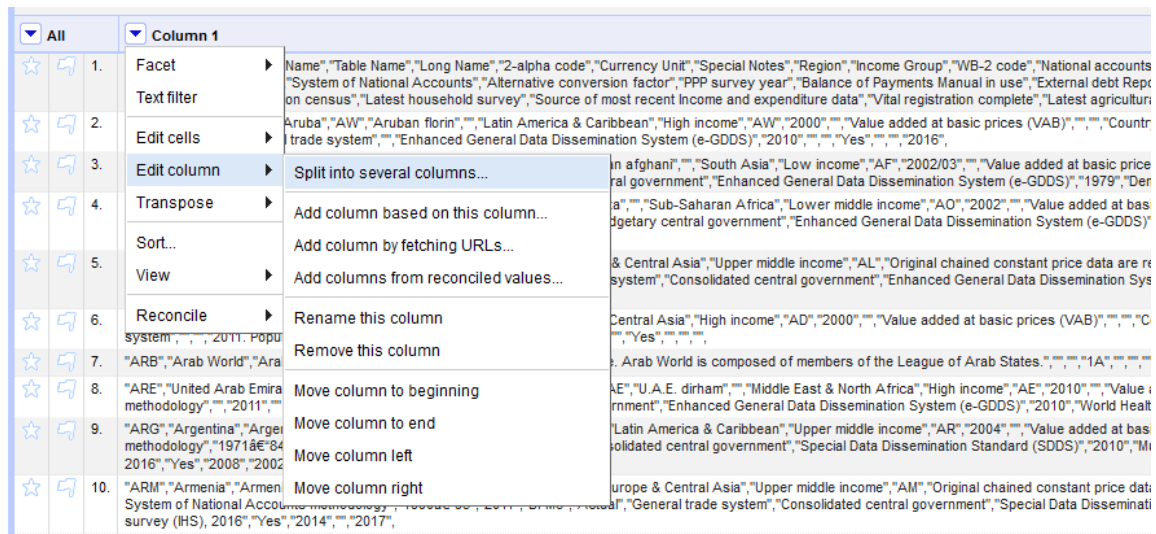 All
Column 1
1.
Name","Table Name","Long Name","2-alpha code","Currency Unit","Special Notes","Region","Income Group","WB-2 code","National accounts
"System of National Accounts","Alternative conversion factor","PPP survey year","Balance of Payments Manual in use","External debt Repo
on census","Latest household survey","Source of most recent Income and expenditure data","Vital registration complete","Latest agricultura
2.
Aruba","AW","Aruban florin","","Latin America & Caribbean","High income","AW","2000","","Value added at basic prices (VAB)","","","Countr
l trade system","","Enhanced General Data Dissemination System (e-GDDS)","2010","","","Yes","","","2016",
3.
n afghani","","South Asia","Low income","AF","2002/03","","Value added at basic price
ral government","Enhanced General Data Dissemination System (e-GDDS)","1979","Den
4.
a","","Sub-Saharan Africa","Lower middle income","AO","2002","","Value added at bas
dgetary central government","Enhanced General Data Dissemination System (e-GDDS)"
5.
& Central Asia","Upper middle income","AL","Original chained constant price data are re
system","Consolidated central government","Enhanced General Data Dissemination Sys
6.
Central Asia","High income","AD","2000","","Value added at basic prices (VAB)","","","C
system","","","2011. Popu
","Yes","","","",
7.
"ARB","Arab World","Ara
. Arab World is composed of members of the League of Arab States.","","","1A","","",""
8.
"ARE","United Arab Emira
AE","U.A.E. dirham","","Middle East & North Africa","High income","AE","2010","","Value a
methodology","","2011","
rnment","Enhanced General Data Dissemination System (e-GDDS)","2010","World Healt
9.
"ARG","Argentina","Arger
"Latin America & Caribbean","Upper middle income","AR","2004","","Value added at bas
methodology","1971â€"84
solidated central government","Special Data Dissemination Standard (SDDS)","2010","Mu
2016","Yes","2008","2002
10.
"ARM","Armenia","Armen
urope & Central Asia","Upper middle income","AM","Original chained constant price data
System of National Accou
"General trade system","Consolidated central government","Special Data Disseminati
survey (IHS), 2016","Yes","2014","","2017",
Facet
Text filter
Edit cells
Edit column
Transpose
Sort...
View
Reconcile
Split into several columns...
Add column based on this column...
Add column by fetching URLs...
Add columns from reconciled values...
Rename this column
Remove this column
Move column to beginning
Move column to end
Move column left
Move column right